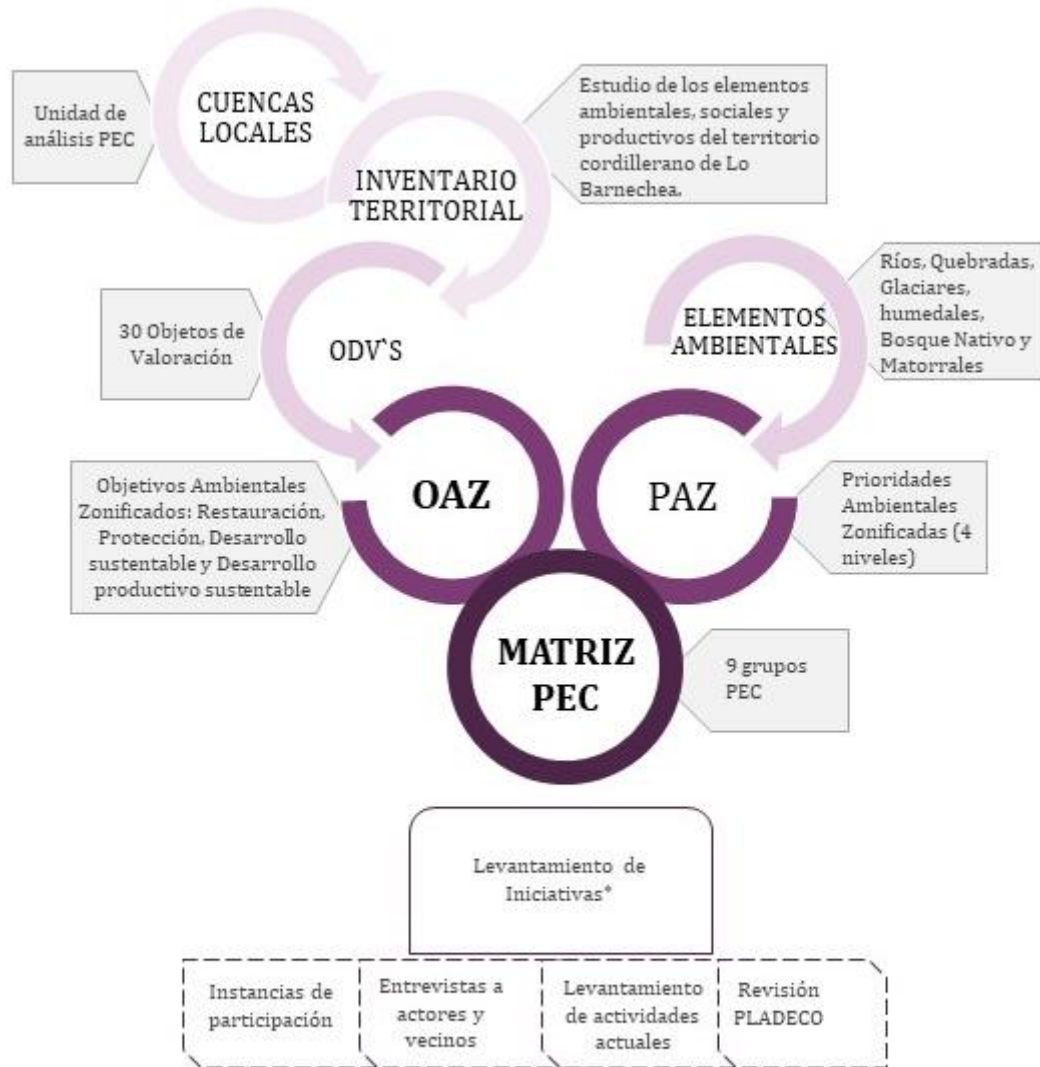 Unidad de
análisis PEC
CUENCAS
LOCALES
INVENTARIO
TERRITORIAL
Estudio de los elementos
ambientales, sociales y
productivos del territorio
cordillerano de Lo
Barnechea.
30 Objetos de
Valoración
ODV`S
ELEMENTOS
AMBIENTALES
Ríos, Quebradas,
Glaciares,
humedales,
Bosque Nativo y
Matorrales
Objetivos Ambientales
Zonificados: Restauración,
Protección, Desarrollo
sustentable y Desarrollo
productivo sustentable
OAZ
PAZ
Prioridades
Ambientales
Zonificadas (4
niveles)
MATRIZ
PEC
9 grupos
PEC
Levantamiento de
Iniciativas*
Instancias de
participación
Entrevistas a
actores y
vecinos
Levantamiento
de actividades
actuales
Revisión
PLADECO